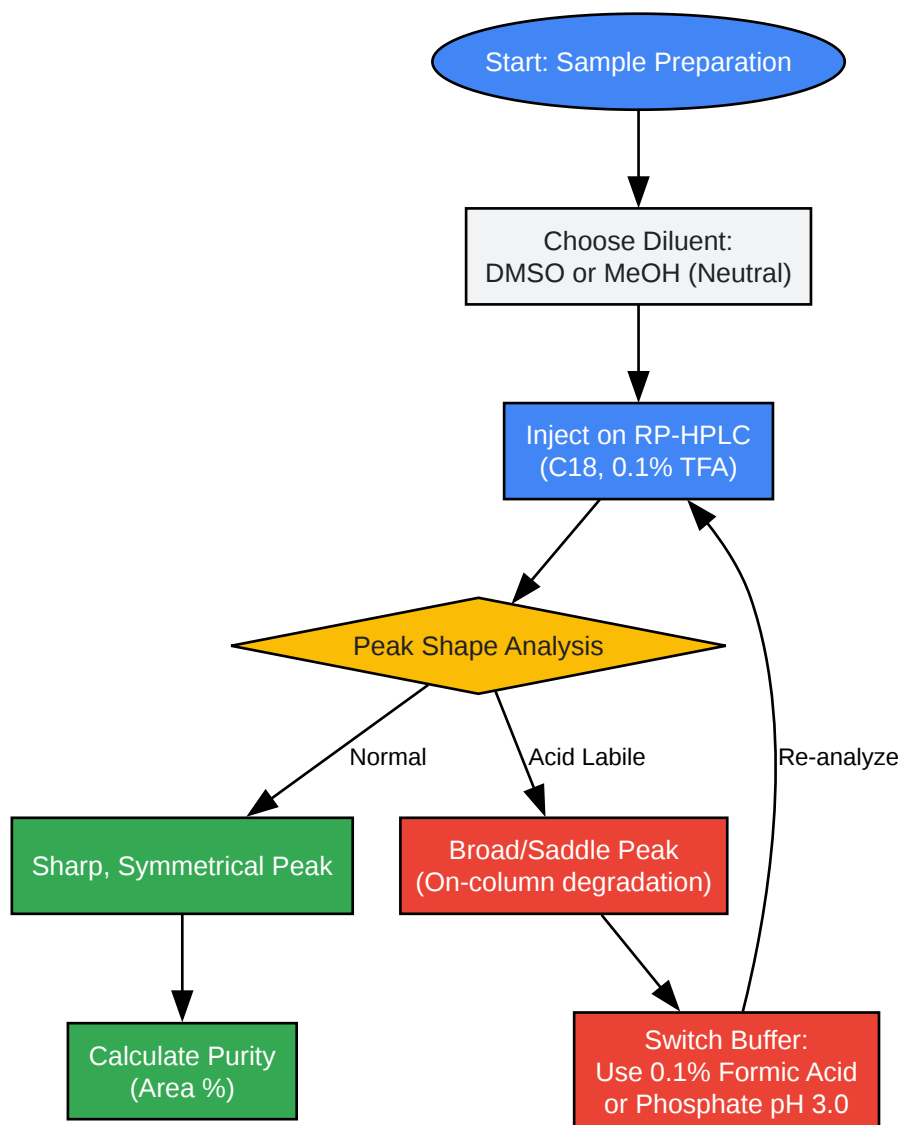 Start: Sample Preparation
Choose Diluent:
DMSO or MeOH (Neutral)
Inject on RP-HPLC
(C18, 0.1% TFA)
Peak Shape Analysis
Normal
Acid Labile
Re-analyze
Sharp, Symmetrical Peak
Broad/Saddle Peak
(On-column degradation)
Calculate Purity
(Area %)
Switch Buffer:
Use 0.1% Formic Acid
or Phosphate pH 3.0